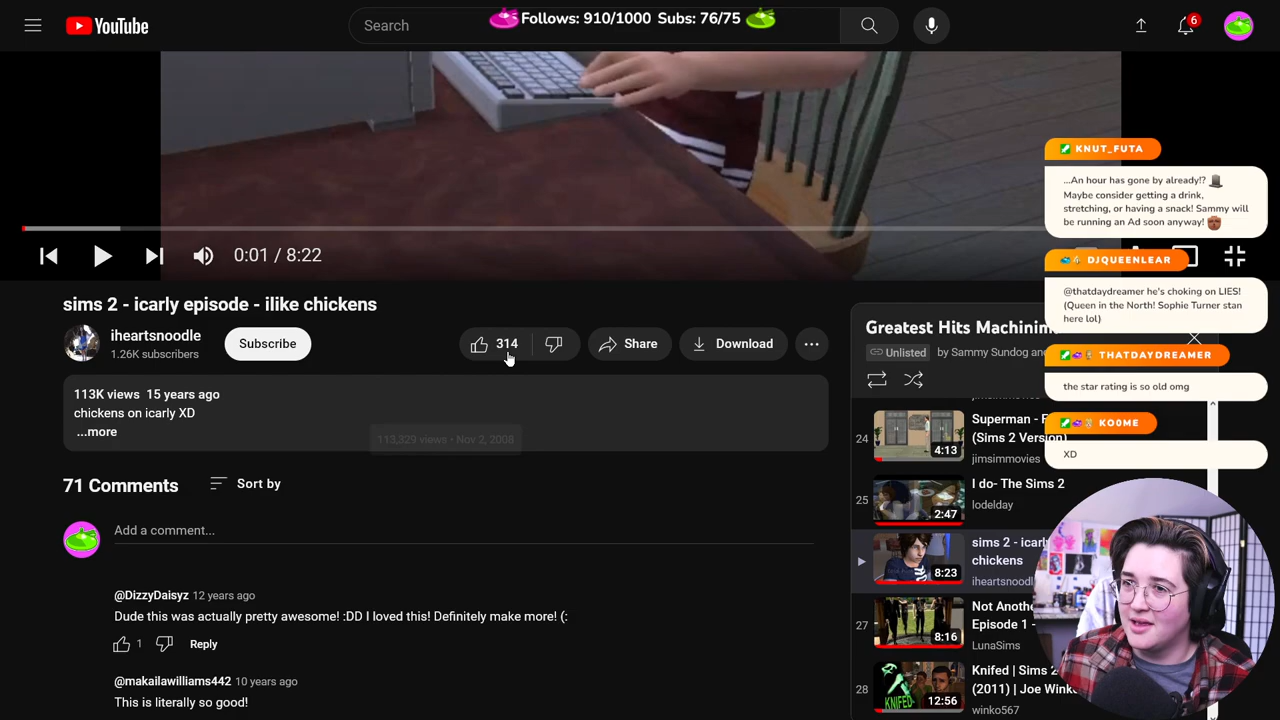 YouTube
Search
Follows: 910/1000 Subs: 76/75
6
KNUT_FUTA
...An hour has gone by already!?
Maybe consider getting a drink,
stretching, or having a snack! Sammy will
be running an Ad soon anyway!
DJQUEENLEAR
@thatdaydreamer he's choking on LIES!
(Queen in the North! Sophie Turner stan
here lol)
THATDAYDREAMER
the star rating is so old omg
KO0ME
XD
0:01 / 8:22
sims 2 - icarly episode - ilike chickens
iheartsnoodle
1.26K subscribers
Subscribe
314
Share
Download
113K views 15 years ago
chickens on icarly XD
...more
113,329 views • Nov 2, 2008
71 Comments
Sort by
Add a comment...
@DizzyDaisyz 12 years ago
Dude this was actually pretty awesome! :DD I loved this! Definitely make more! (:
1
Reply
@makailawilliams442 10 years ago
This is literally so good!
Greatest Hits Machinim
Unlisted
by Sammy Sundog and
24
4:13
Superman - F
(Sims 2 Version)
jimsimmovies
25
2:47
I do- The Sims 2
lodelday
8:23
sims 2 - icarly
chickens
iheartsnoodl
27
8:16
Not Anothe
Episode 1 -
LunaSims
28
KNIFED
12:56
Knifed | Sims 2
(2011) | Joe Wink
winko567